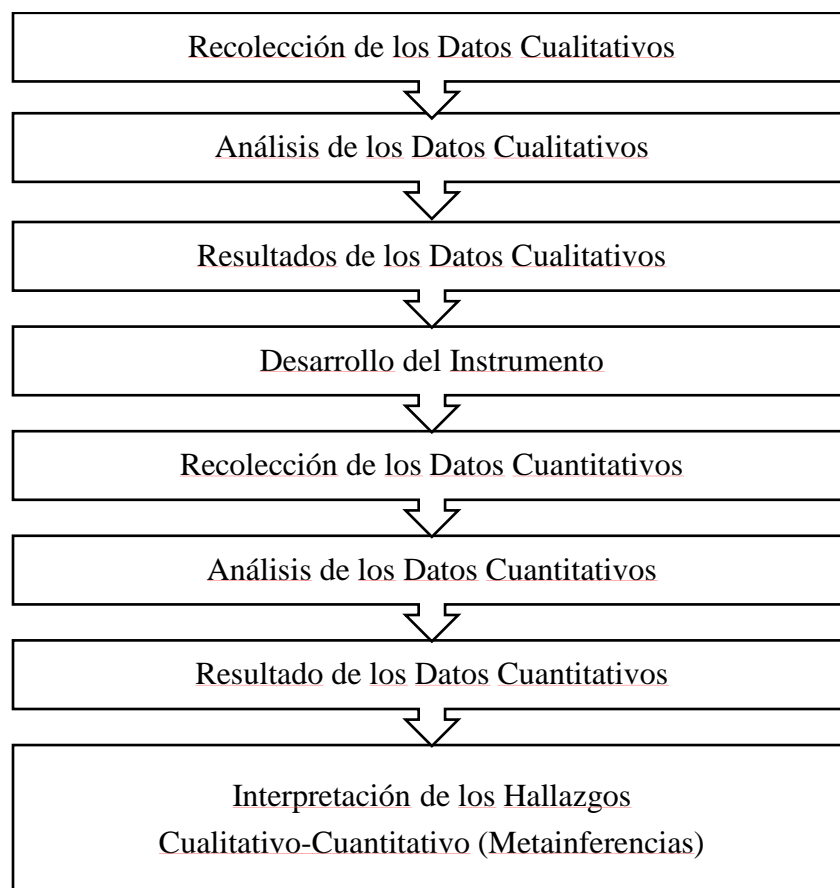 Recolección de los Datos Cualitativos
Análisis de los Datos Cualitativos
Resultados de los Datos Cualitativos
Desarrollo del Instrumento
Recolección de los Datos Cuantitativos
Análisis de los Datos Cuantitativos
Resultado de los Datos Cuantitativos
Interpretación de los Hallazgos
Cualitativo-Cuantitativo (Metainferencias)